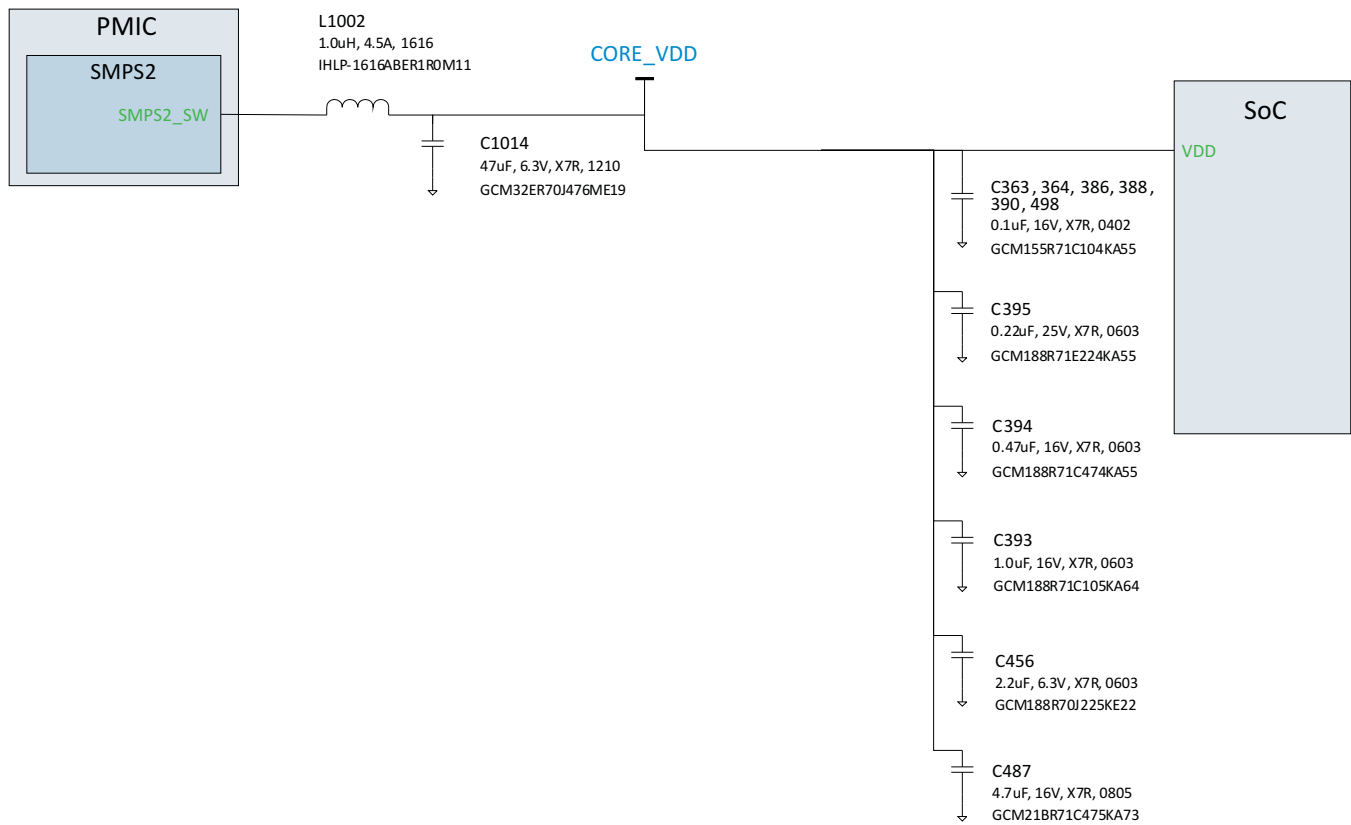 PMIC
SMPS2
SMPS2_SW
L1002
1.0uH, 4.5A, 1616
IHLP-1616ABER1R0M11
CORE_VDD
C1014
47uF, 6.3V, X7R, 1210
GCM32ER70J476ME19
SoC
VDD
C363, 364, 386, 388,
390, 498
0.1uF, 16V, X7R, 0402
GCM155R71C104KA55
C395
0.22uF, 25V, X7R, 0603
GCM188R71E224KA55
C394
0.47uF, 16V, X7R, 0603
GCM188R71C474KA55
C393
1.0uF, 16V, X7R, 0603
GCM188R71C105KA64
C456
2.2uF, 6.3V, X7R, 0603
GCM188R70J225KE22
C487
4.7uF, 16V, X7R, 0805
GCM21BR71C475KA73